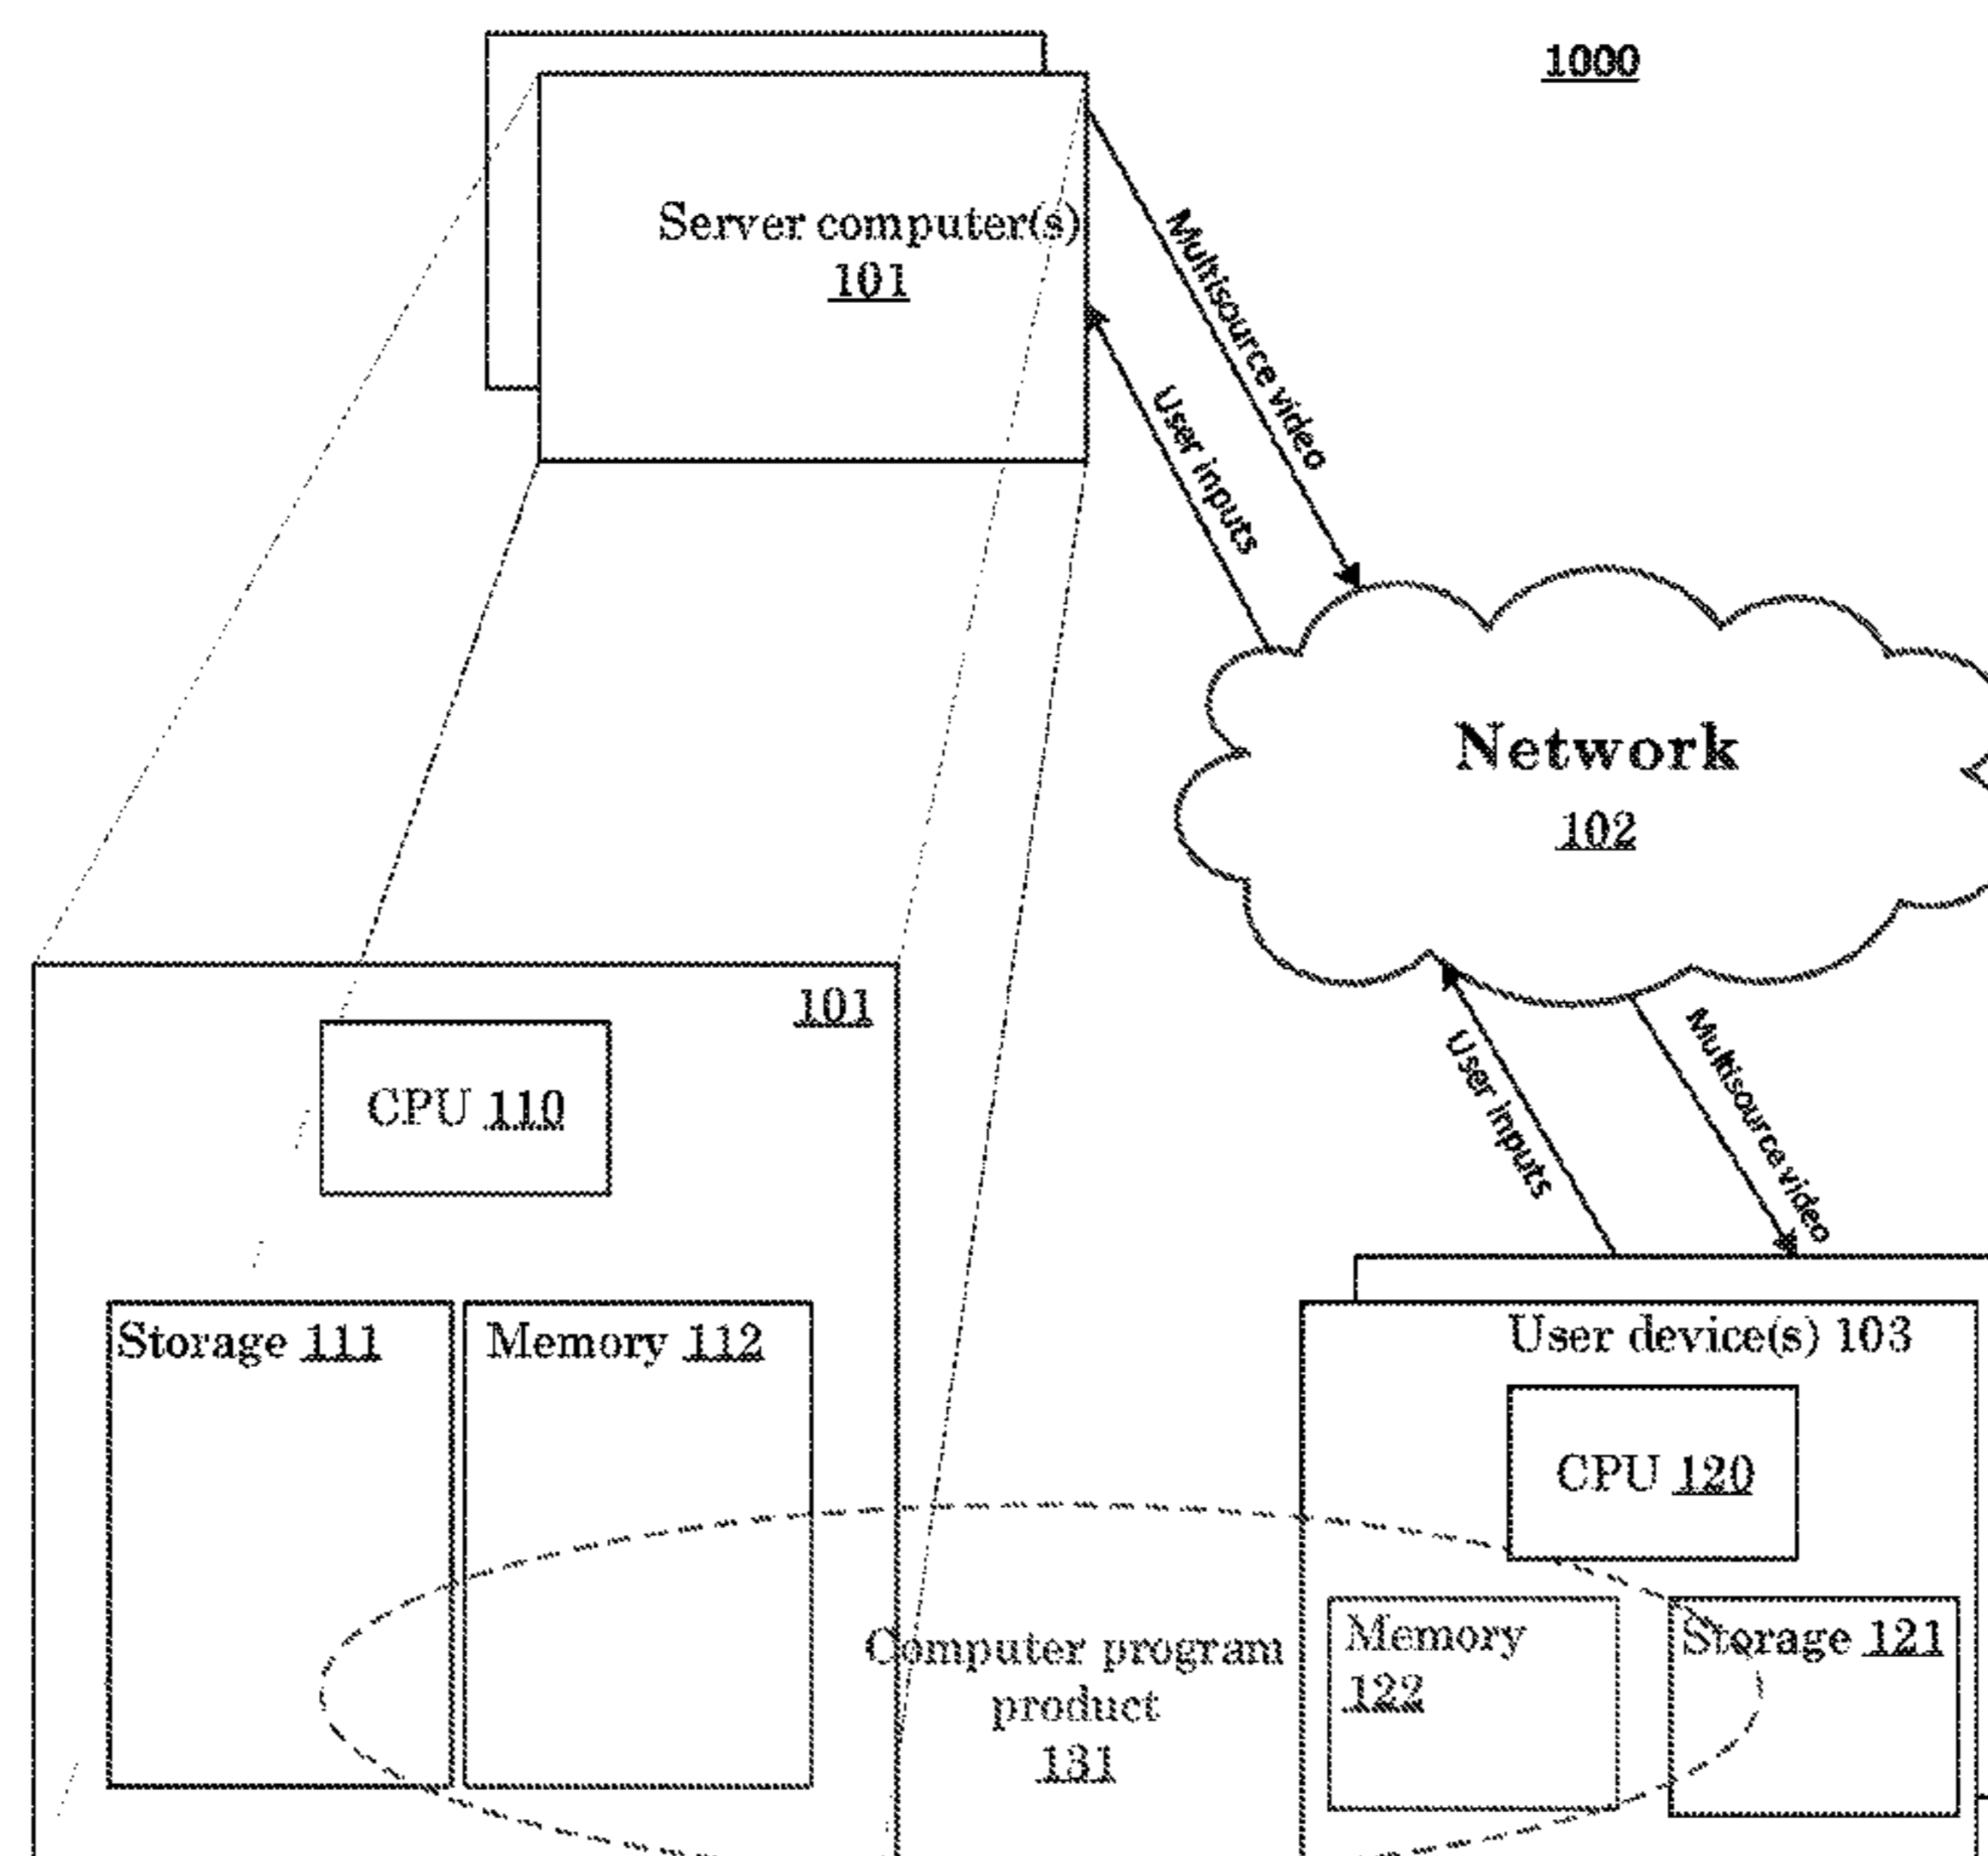 1000
Server computer(s)
101
Multisource video
User inputs
Network
102
101
User inputs
Multisource video
CPU 110
Storage 111
Memory 112
User device(s) 103
CPU 120
Memory
122
Storage 121
Computer program
product
131